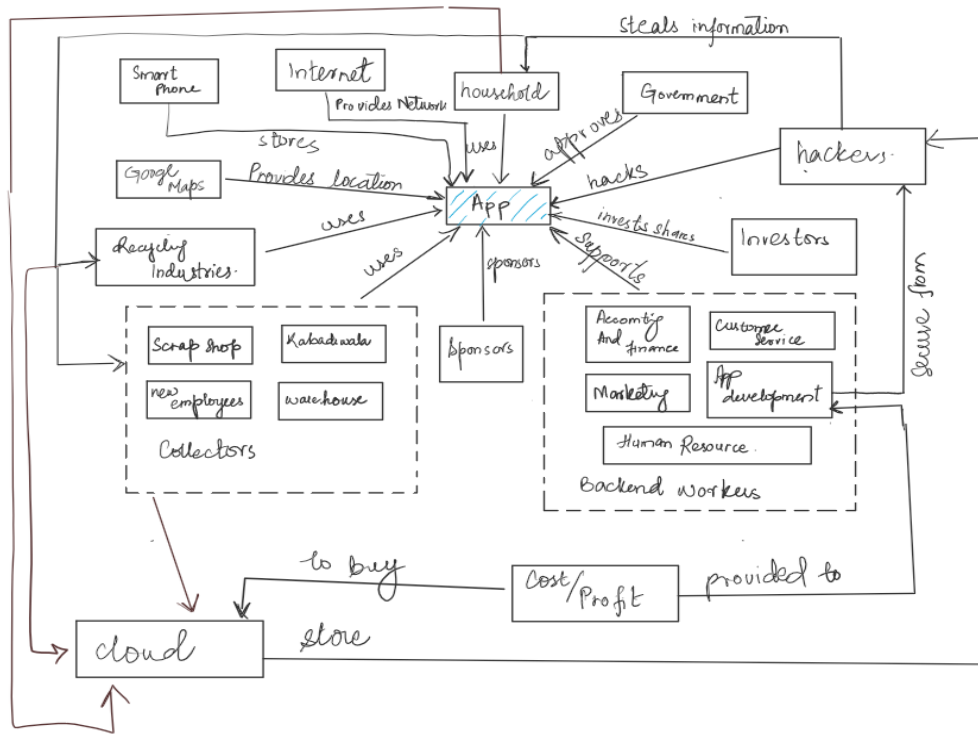 steals information
Smart
Phone
Internet
household
Government
Provides Network
stores
uses
approves
hackers.
Google
Maps
Provides location
App
hacks
Recycling
Industries.
uses
invests shares
Investors
uses
sponsors
supports
secure from
Scrap shop
Kabadiwala
Sponsors
Accounting
And
finance
Customer
Service
new
employees
warehouse
Marketing
App
development
Collectors
Human Resource.
Backend workers
to buy
Cost/
Profit
provided to
cloud
store